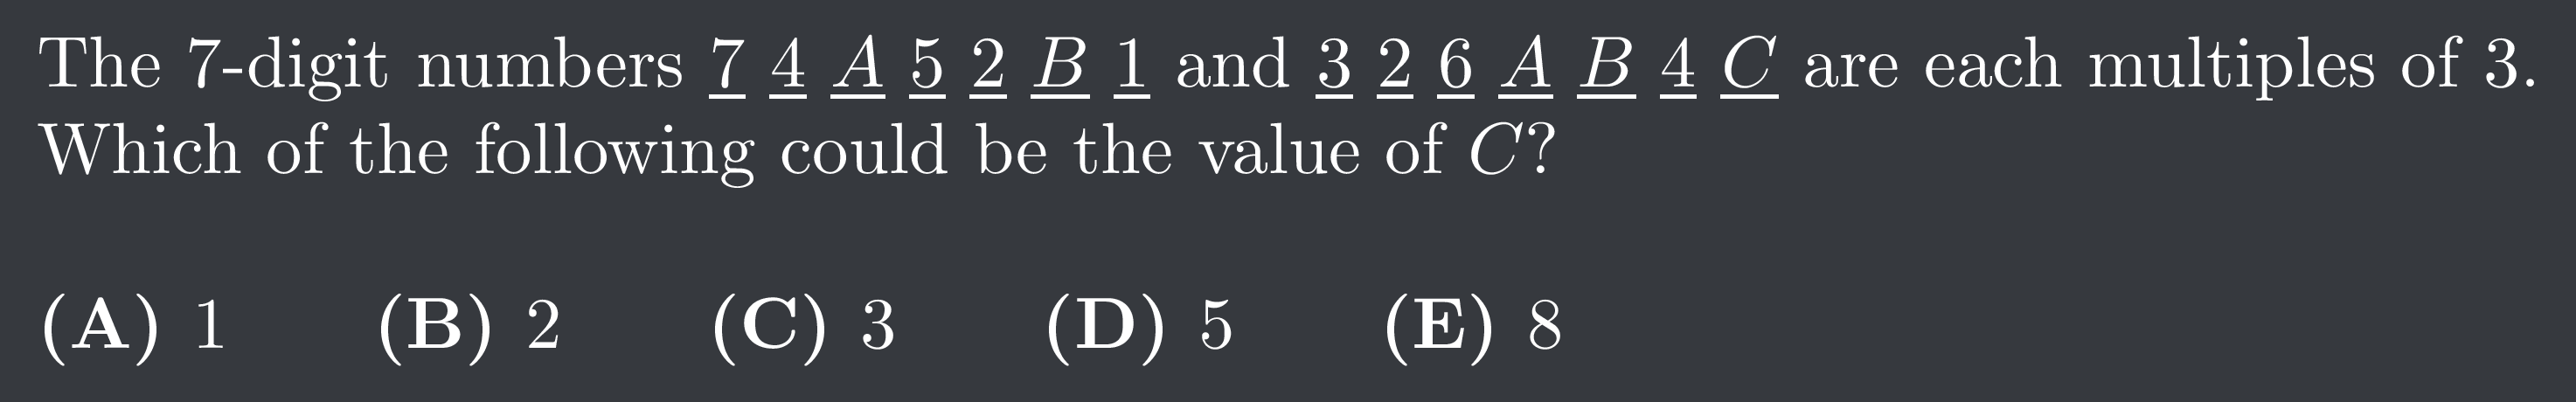 The 7-digit numbers 7 4 A 5 2 B 1 and 3 2 6 A B 4 C are each multiples of 3.
Which of the following could be the value of C?
(A) 1 (B) 2 (C) 3 (D) 5 (E) 8